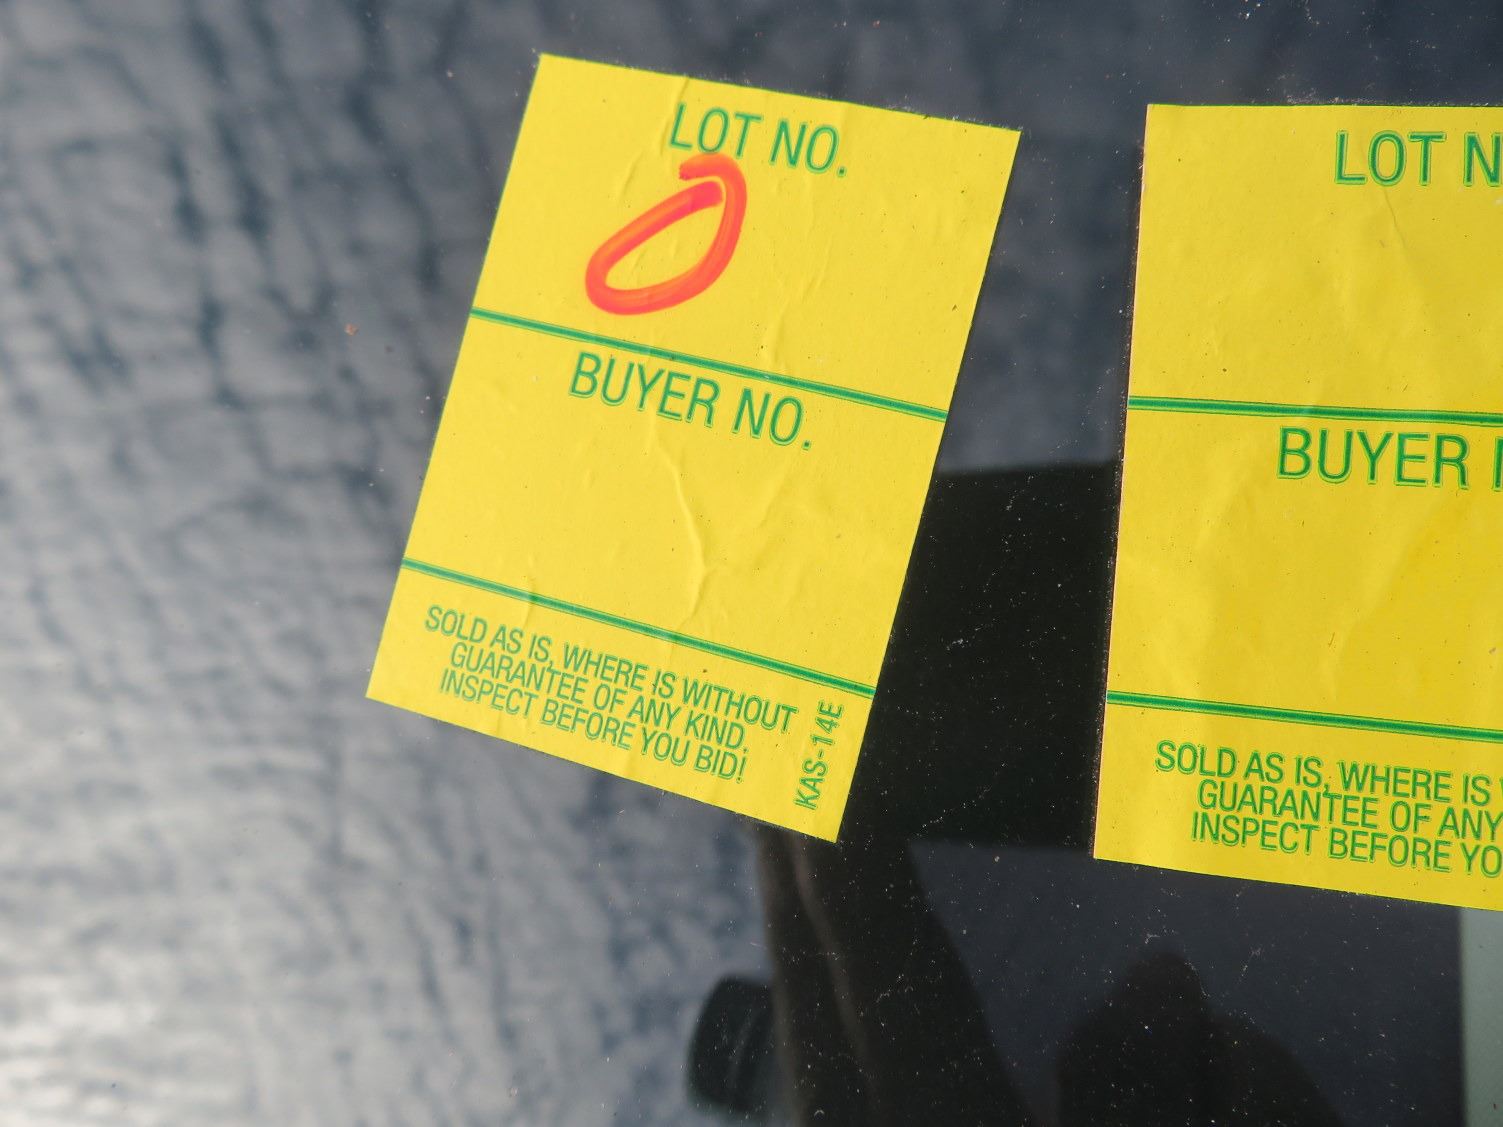 LOT NO.
0
BUYER NO.
SOLD AS IS, WHERE IS WITHOUT
GUARANTEE OF ANY KIND.
INSPECT BEFORE YOU BID!
KAS-14E
LOT N
BUYER
SOLD AS IS, WHERE IS
GUARANTEE OF ANY
INSPECT BEFORE YO